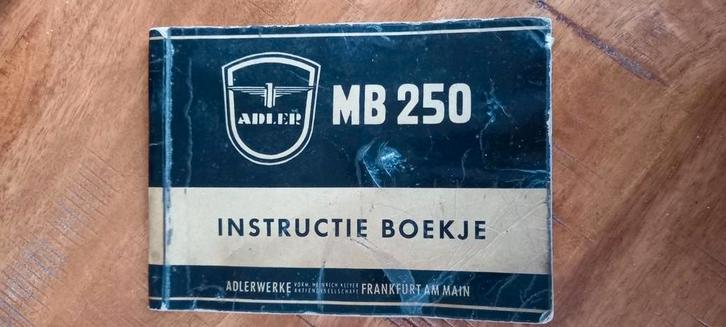 ADLER
MB 250
INSTRUCTIE BOEKJE
ADLERWERKE VORM. HEINRICH KLEYER AKTIENGESELLSCHAFT FRANKFURT AM MAIN